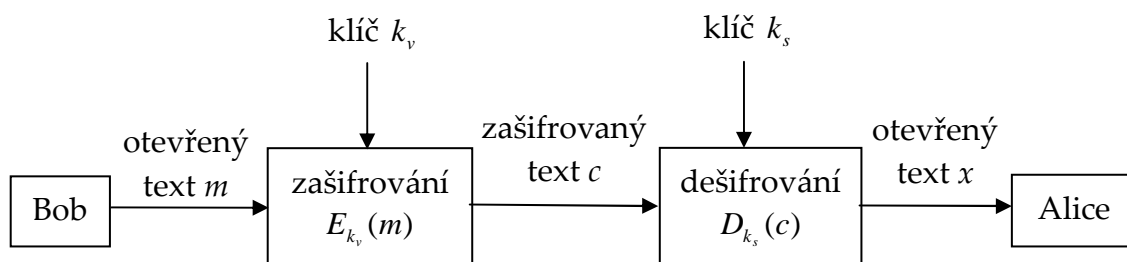 klíč k_v
klíč k_s
otevřený
text m
zašifrovaný
text c
otevřený
text x
Bob
zašifrování
E_{k_v}(m)
dešifrování
D_{k_s}(c)
Alice